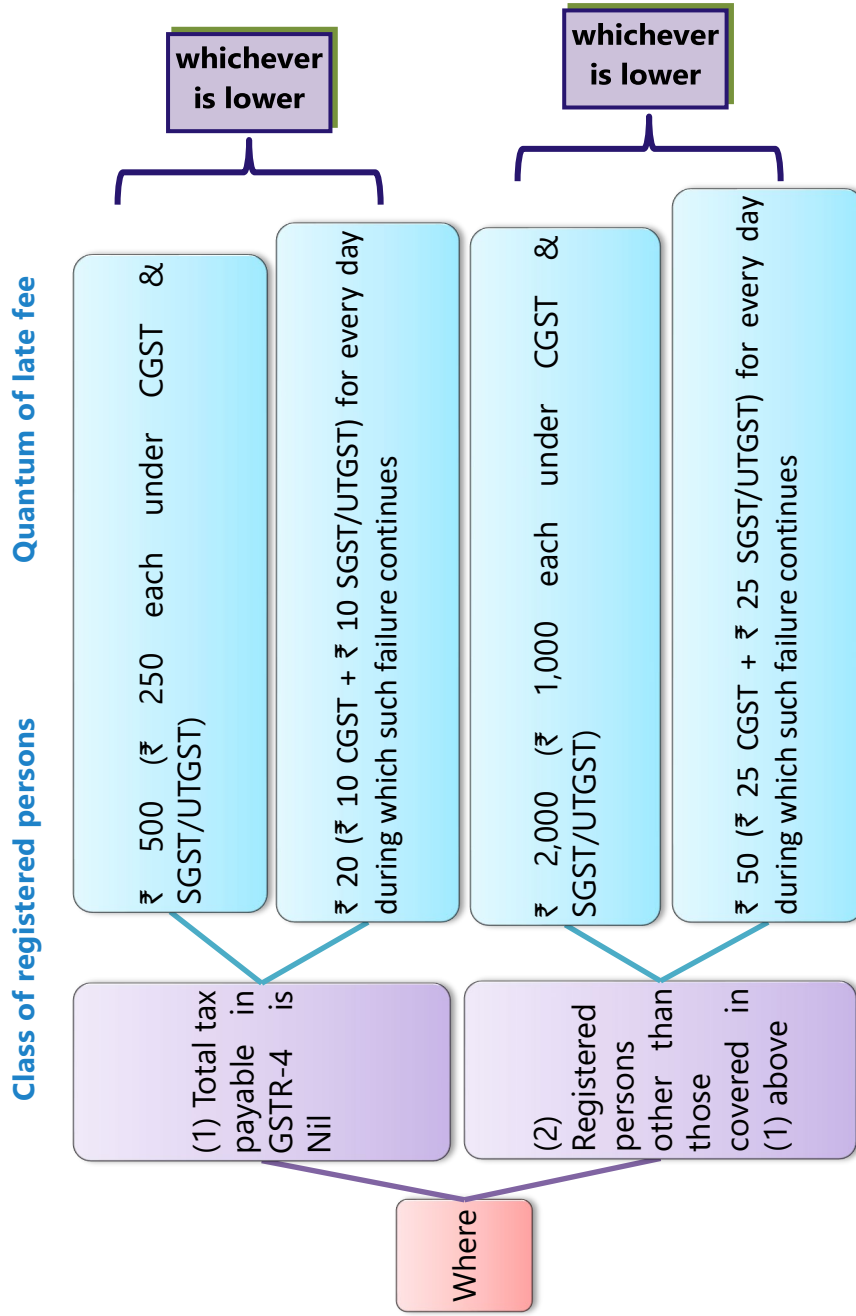 Class of registered persons
Quantum of late fee
Where
(1) Total tax
payable in
GSTR-4 is
Nil
₹ 500 (₹ 250 each under CGST &
SGST/UTGST)
₹ 20 (₹ 10 CGST + ₹ 10 SGST/UTGST) for every day
during which such failure continues
whichever
is lower
(2)
Registered
persons
other than
those
covered in
(1) above
₹ 2,000 (₹ 1,000 each under CGST &
SGST/UTGST)
₹ 50 (₹ 25 CGST + ₹ 25 SGST/UTGST) for every day
during which such failure continues
whichever
is lower